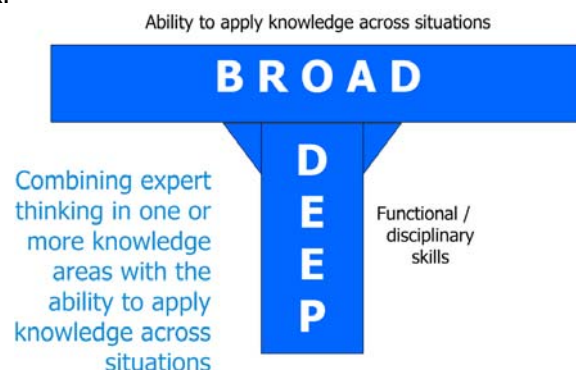 Ability to apply knowledge across situations
BROAD
DEEP
Combining expert
thinking in one or
more knowledge
areas with the
ability to apply
knowledge across
situations
Functional /
disciplinary
skills